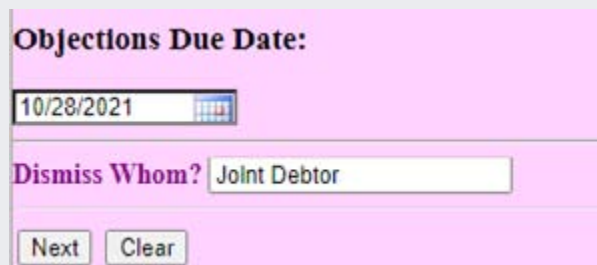 Objections Due Date:
10/28/2021
Dismiss Whom? Joint Debtor
Next Clear